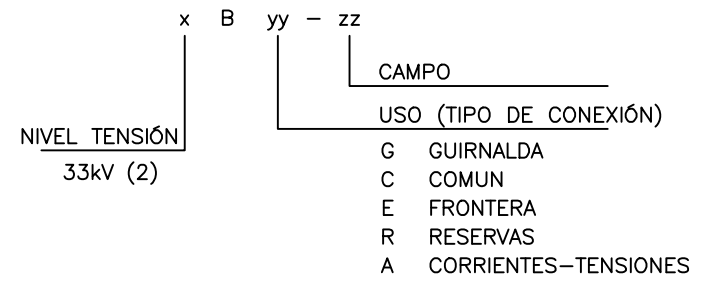 x B yy - zz
CAMPO
USO (TIPO DE CONEXIÓN)
NIVEL TENSIÓN
33kV (2)
G GUIRNALDA
C COMUN
E FRONTERA
R RESERVAS
A CORRIENTES-TENSIONES